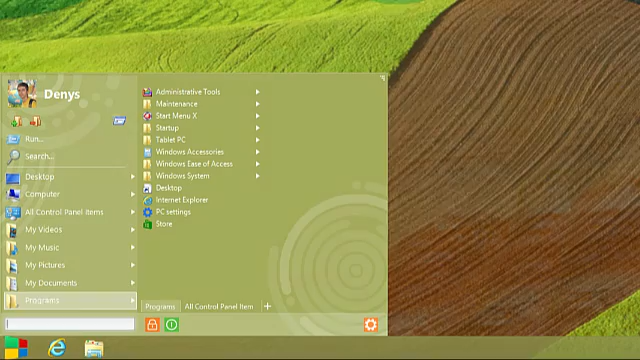 Denys
Run...
Search...
Desktop
Computer
All Control Panel Items
My Videos
My Music
My Pictures
My Documents
Programs
Administrative Tools
Maintenance
Start Menu X
Startup
Tablet PC
Windows Accessories
Windows Ease of Access
Windows System
Desktop
Internet Explorer
PC settings
Store
Programs All Control Panel Item +